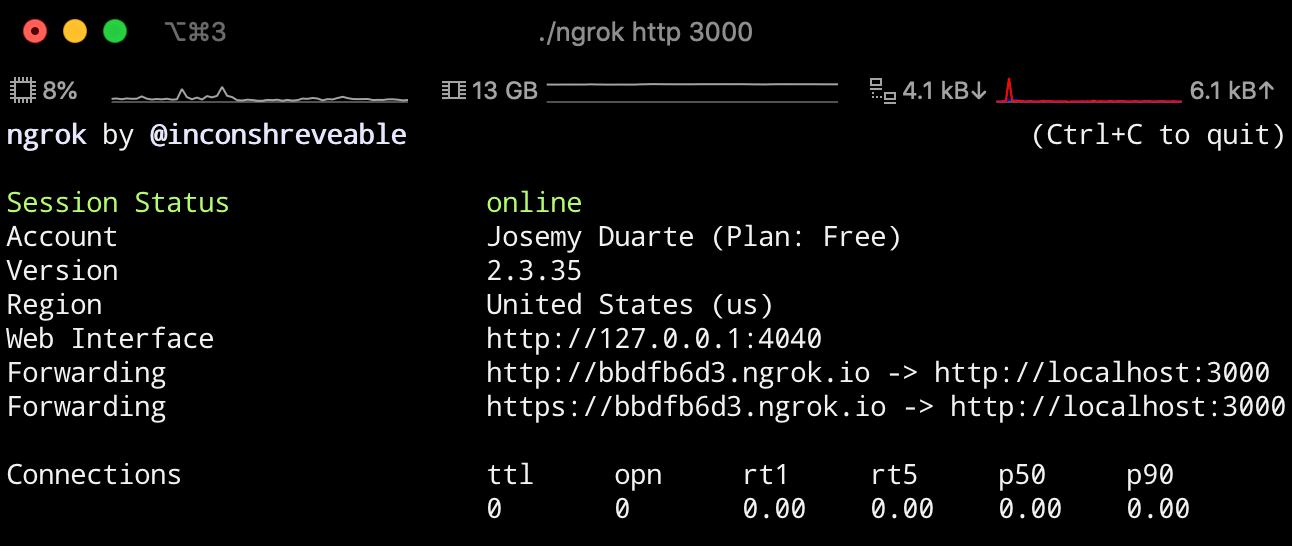 ⌥⌘3 ./ngrok http 3000
8% 13 GB 4.1 kB↓ 6.1 kB↑
ngrok by @inconshreveable (Ctrl+C to quit)
Session Status online
Account Josemy Duarte (Plan: Free)
Version 2.3.35
Region United States (us)
Web Interface http://127.0.0.1:4040
Forwarding http://bbdfb6d3.ngrok.io -> http://localhost:3000
Forwarding https://bbdfb6d3.ngrok.io -> http://localhost:3000
Connections ttl opn rt1 rt5 p50 p90
0 0 0.00 0.00 0.00 0.00